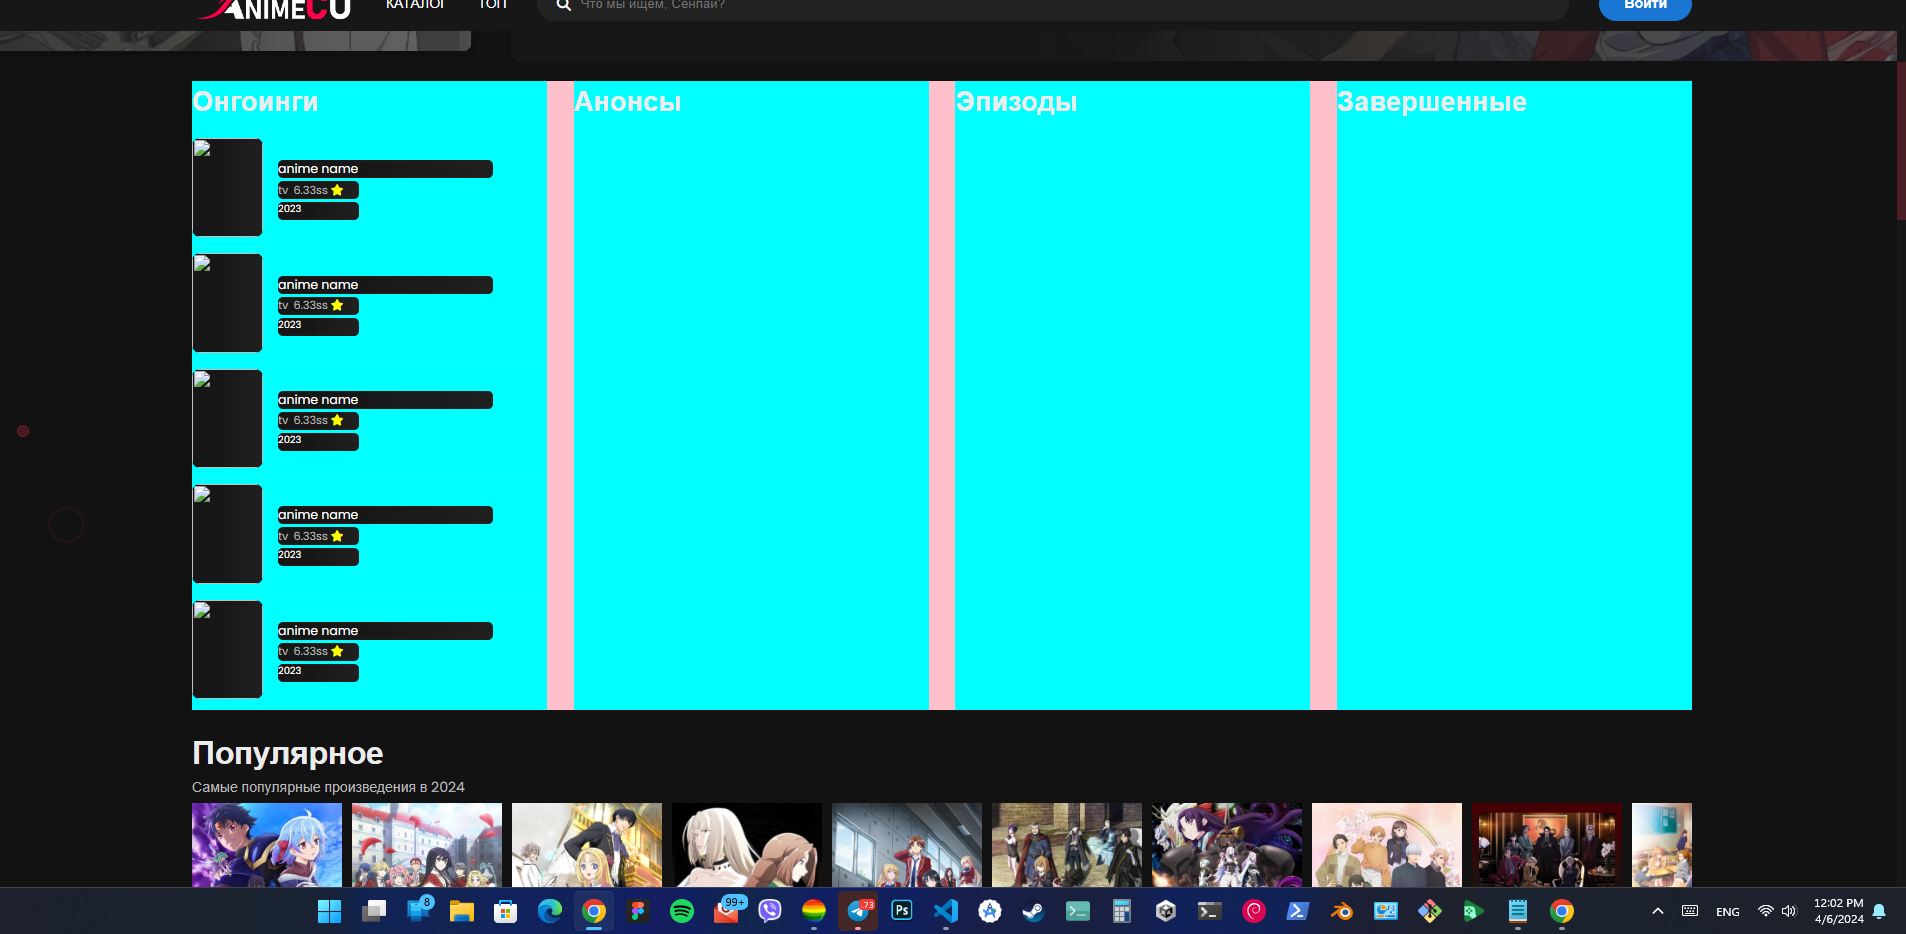 ANIMECU КАТАЛОГ ТОП Что мы ищем, Сенпай? Войти
Онгоинги Анонсы Эпизоды Завершенные
anime name
tv 6.33ss
2023
anime name
tv 6.33ss
2023
anime name
tv 6.33ss
2023
anime name
tv 6.33ss
2023
anime name
tv 6.33ss
2023
Популярное
Самые популярные произведения в 2024
8
99+
73
Ps
ENG
12:02 PM
4/6/2024